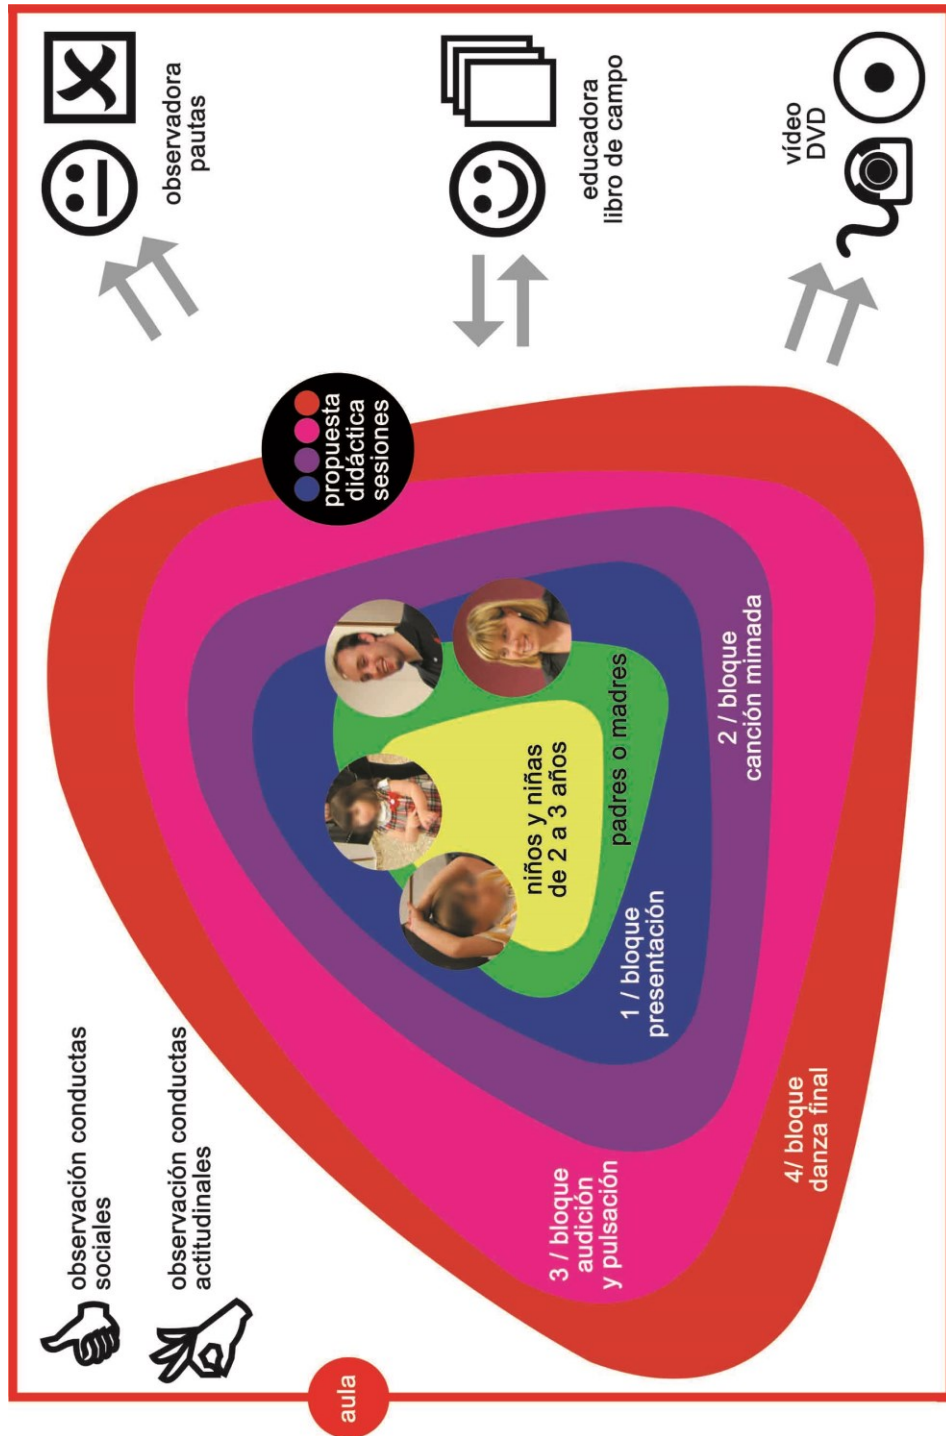 aula
observación conductas
sociales
observación conductas
actitudinales
observadora
pautas
educadora
libro de campo
vídeo
DVD
propuesta
didáctica
sesiones
niños y niñas
de 2 a 3 años
padres o madres
1 / bloque
presentación
2 / bloque
canción mimada
3 / bloque
audición
y pulsación
4/ bloque
danza final